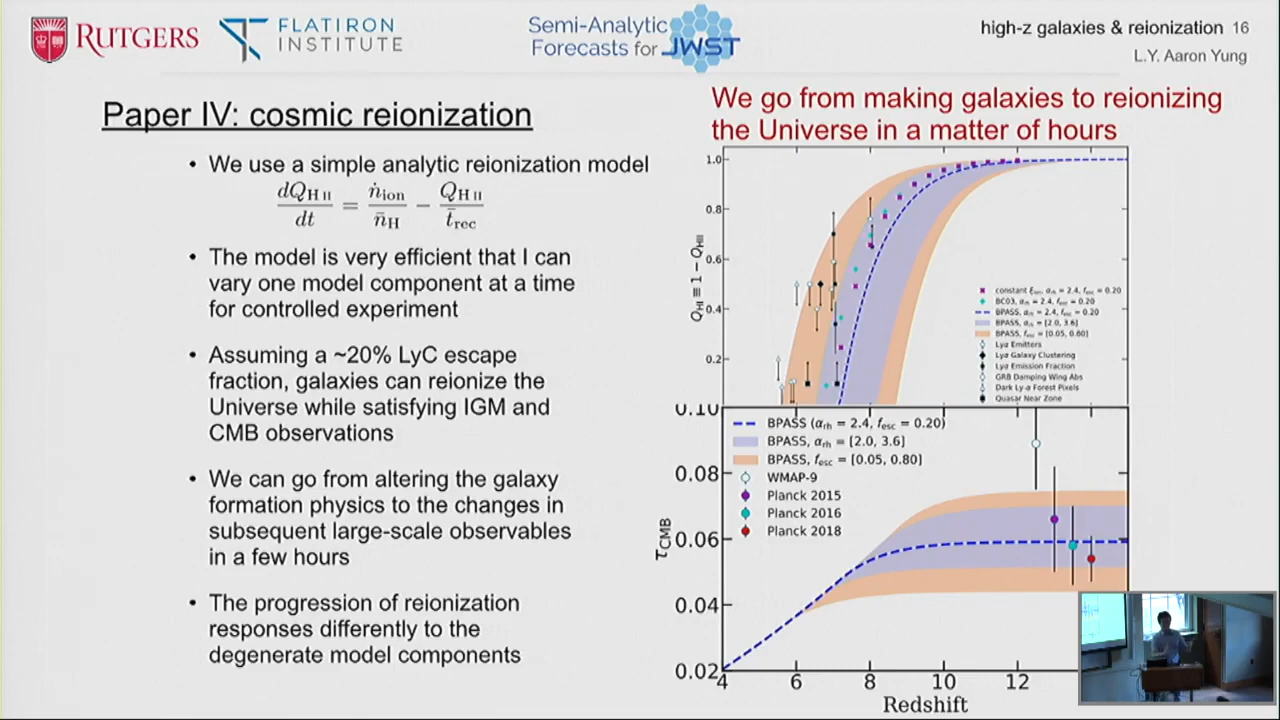 RUTGERS
FLATIRON
INSTITUTE
Semi-Analytic
Forecasts for JWST
high-z galaxies & reionization 16
L.Y. Aaron Yung
Paper IV: cosmic reionization
• We use a simple analytic reionization model
dQ_HII/dt = ṅ_ion/n̄_H − Q_HII/t̄_rec
• The model is very efficient that I can
vary one model component at a time
for controlled experiment
• Assuming a ~20% LyC escape
fraction, galaxies can reionize the
Universe while satisfying IGM and
CMB observations
• We can go from altering the galaxy
formation physics to the changes in
subsequent large-scale observables
in a few hours
• The progression of reionization
responses differently to the
degenerate model components
We go from making galaxies to reionizing
the Universe in a matter of hours
1.0
0.8
0.6
0.4
0.2
Q_HI ≡ 1 − Q_HII
constant ξ_ion, α_rh = 2.4, f_esc = 0.20
BC03, α_rh = 2.4, f_esc = 0.20
BPASS, α_rh = 2.4, f_esc = 0.20
BPASS, α_rh = [2.0, 3.6]
BPASS, f_esc = [0.05, 0.80]
Lyα Emitters
Lyα Galaxy Clustering
Lyα Emission Fraction
GRB Damping Wing Abs
Dark Ly-α Forest Pixels
Quasar Near Zone
0.10
0.08
0.06
0.04
0.02
τ_CMB
BPASS (α_rh = 2.4, f_esc = 0.20)
BPASS, α_rh = [2.0, 3.6]
BPASS, f_esc = [0.05, 0.80]
WMAP-9
Planck 2015
Planck 2016
Planck 2018
4 6 8 10 12
Redshift